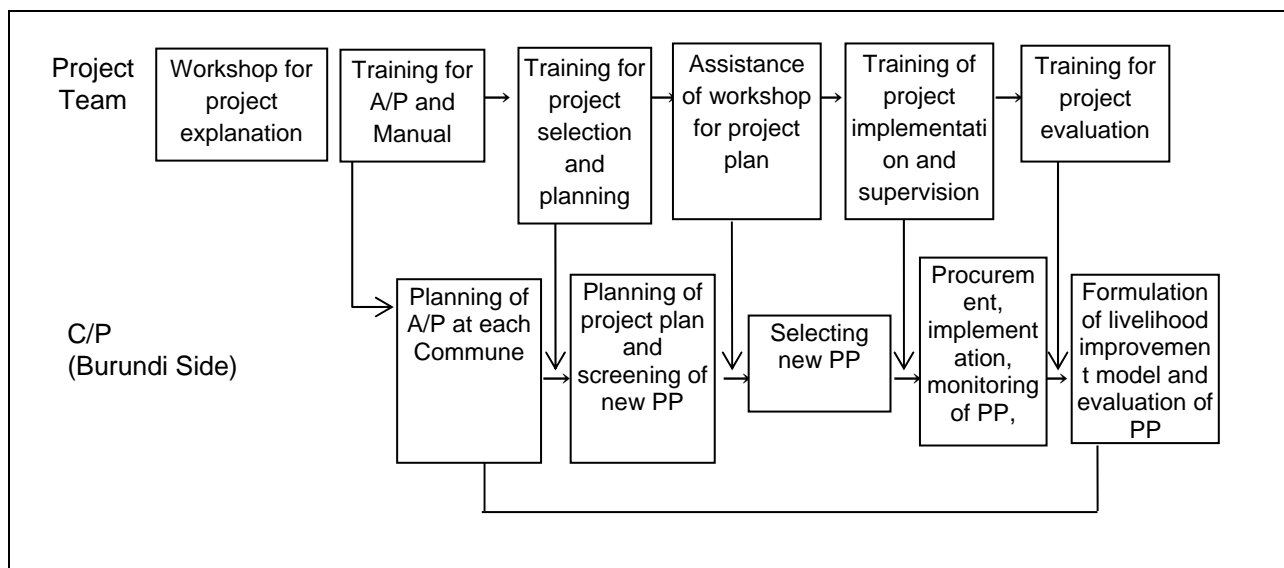 Project
Team
Workshop for
project
explanation
Training for
A/P and
Manual
Training for
project
selection
and
planning
Assistance
of workshop
for project
plan
Training of
project
implementati
on and
supervision
Training for
project
evaluation
C/P
(Burundi Side)
Planning of
A/P at each
Commune
Planning of
project plan
and
screening of
new PP
Selecting
new PP
Procurem
ent,
implement
ation,
monitoring
of PP,
Formulation
of livelihood
improvemen
t model and
evaluation of
PP